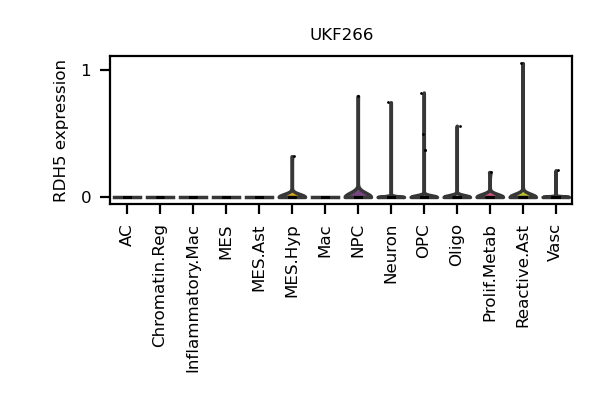 UKF266
RDH5 expression
1
0
AC
Chromatin.Reg
Inflammatory.Mac
MES
MES.Ast
MES.Hyp
Mac
NPC
Neuron
OPC
Oligo
Prolif.Metab
Reactive.Ast
Vasc